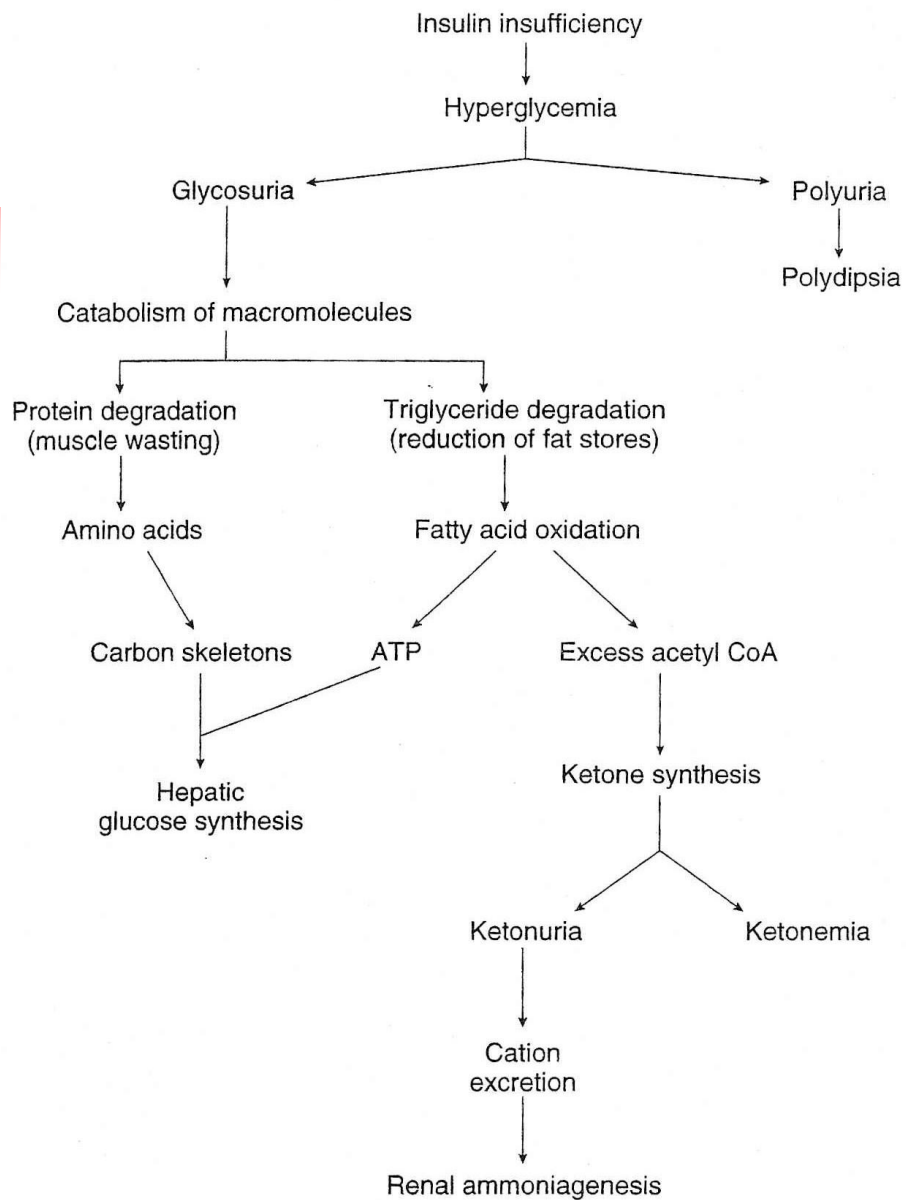 Insulin insufficiency
Hyperglycemia
Glycosuria
Polyuria
Polydipsia
Catabolism of macromolecules
Protein degradation
(muscle wasting)
Triglyceride degradation
(reduction of fat stores)
Amino acids
Fatty acid oxidation
Carbon skeletons
ATP
Excess acetyl CoA
Hepatic
glucose synthesis
Ketone synthesis
Ketonuria
Ketonemia
Cation
excretion
Renal ammoniagenesis